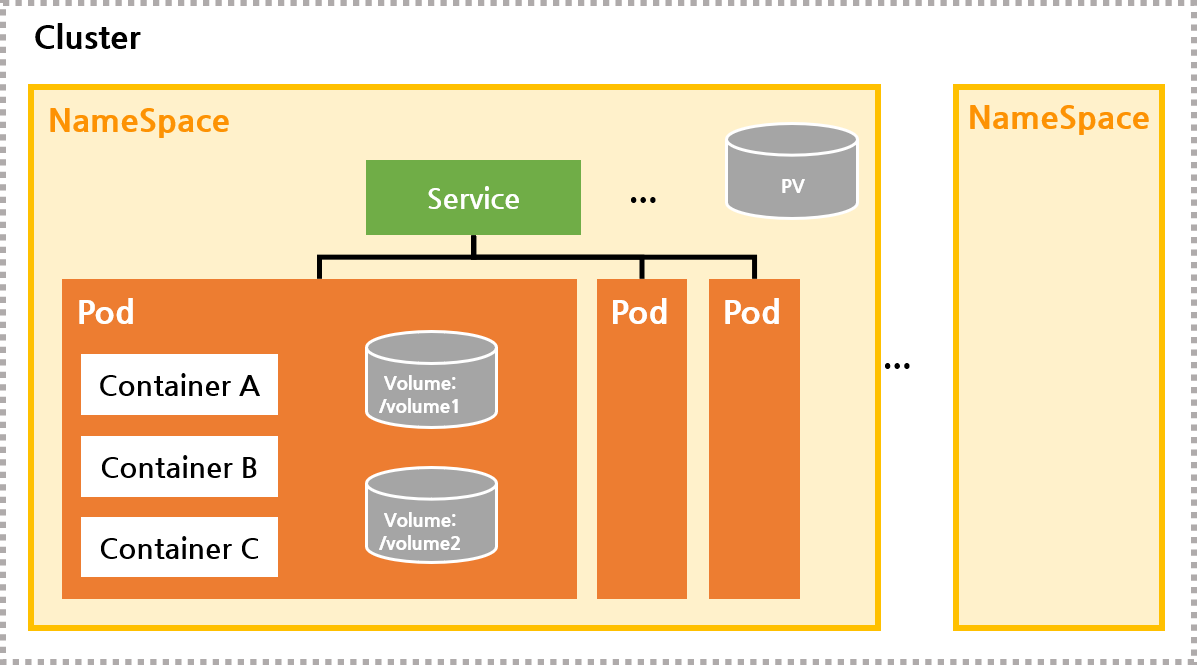 Cluster
NameSpace
NameSpace
PV
Service
...
Pod
Pod
Pod
Container A
Volume:
/volume1
...
Container B
Container C
Volume:
/volume2